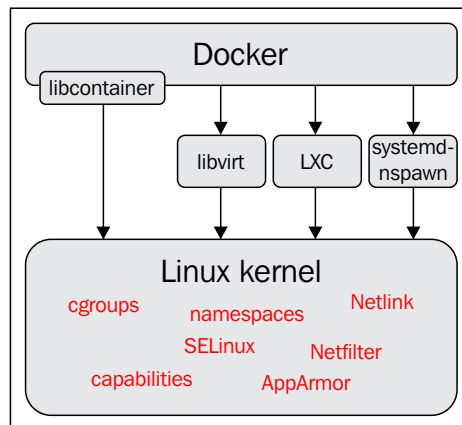 Docker
libcontainer
libvirt
LXC
systemd-
nspawn
Linux kernel
cgroups
namespaces
Netlink
SELinux
Netfilter
capabilities
AppArmor